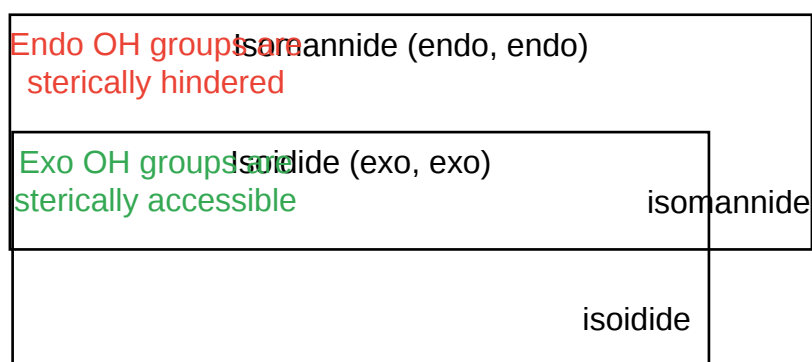 Endo OH groups are
sterically hindered
Isomannide (endo, endo)
Exo OH groups are
sterically accessible
Isoidide (exo, exo)
isomannide
isoidide